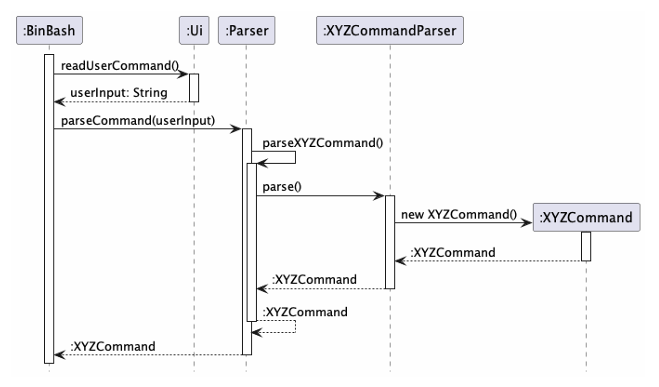 :BinBash
:Ui
:Parser
:XYZCommandParser
readUserCommand()
userInput: String
parseCommand(userInput)
parseXYZCommand()
parse()
new XYZCommand()
:XYZCommand
:XYZCommand
:XYZCommand
:XYZCommand
:XYZCommand